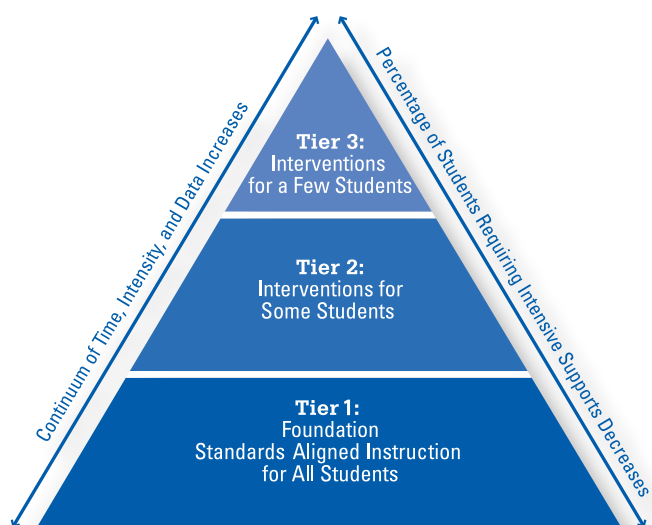 Continuum of Time, Intensity, and Data Increases
Percentage of Students Requiring Intensive Supports Decreases
Tier 3:
Interventions
for a Few Students
Tier 2:
Interventions for
Some Students
Tier 1:
Foundation
Standards Aligned Instruction
for All Students